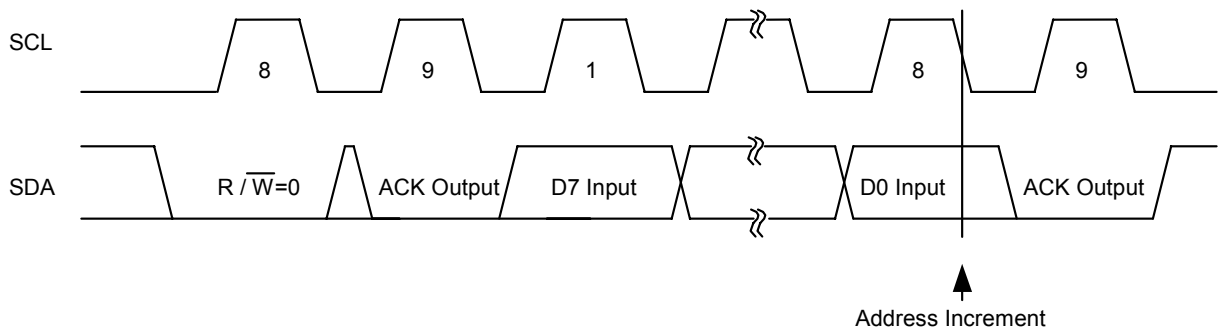 SCL
8
9
1
8
9
SDA
R / W=0
ACK Output
D7 Input
D0 Input
ACK Output
Address Increment